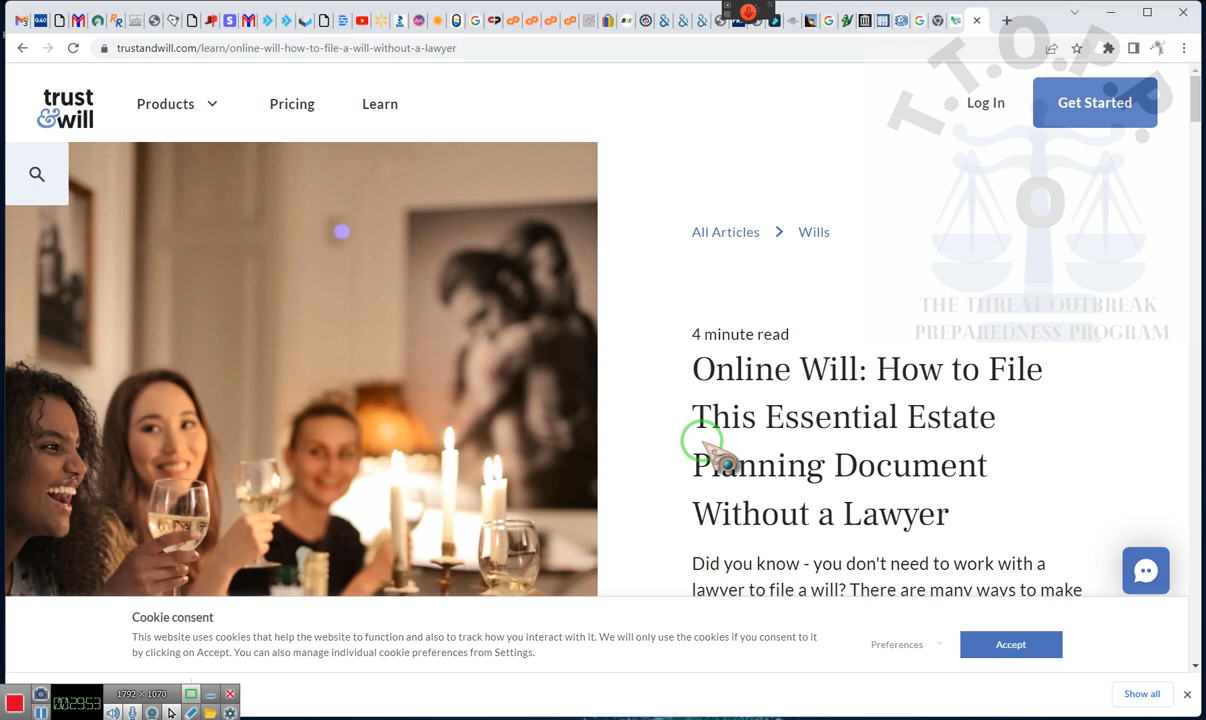 trustandwill.com/learn/online-will-how-to-file-a-will-without-a-lawyer
trust
&will
Products
Pricing
Learn
Log In
Get Started
T.T.O.P.P.
THE THREAT OUTBREAK
PREPAREDNESS PROGRAM
All Articles > Wills
4 minute read
Online Will: How to File
This Essential Estate
Planning Document
Without a Lawyer
Did you know - you don't need to work with a
lawyer to file a will? There are many ways to make
Cookie consent
This website uses cookies that help the website to function and also to track how you interact with it. We will only use the cookies if you consent to it
by clicking on Accept. You can also manage individual cookie preferences from Settings.
Preferences
Accept
1792 × 1070
00:29:53
Show all